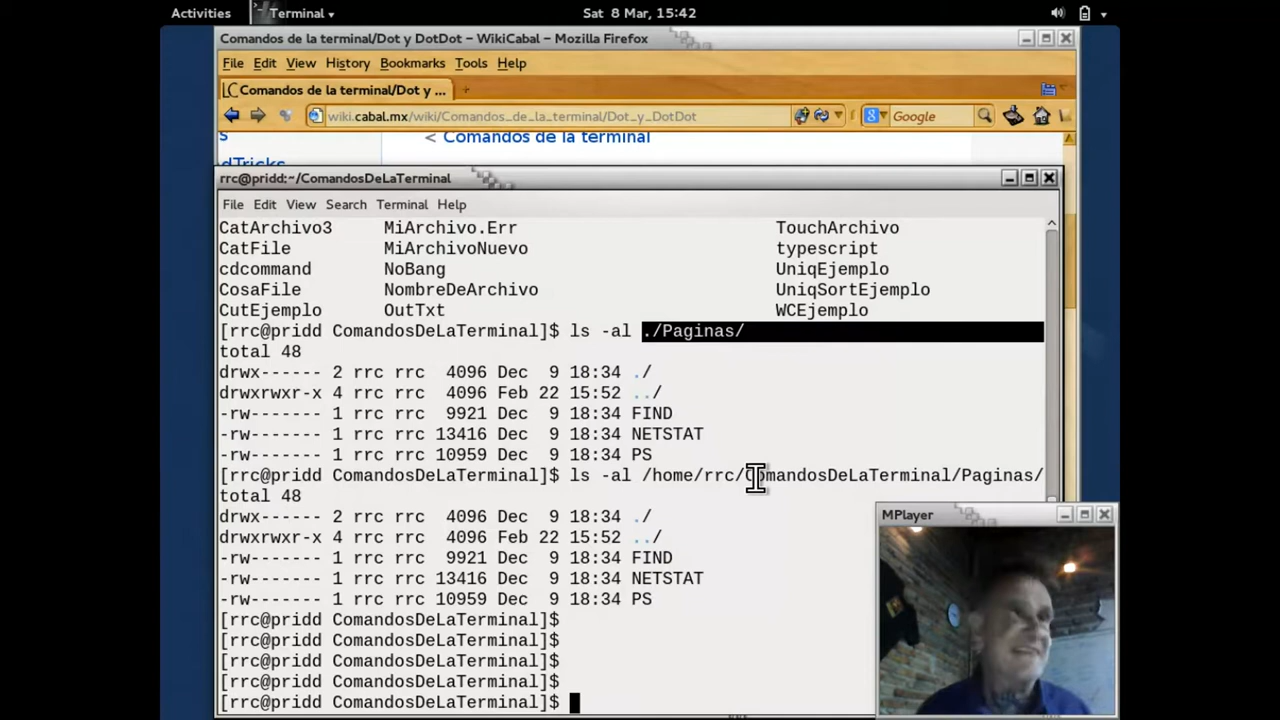 Activities
Terminal
Sat 8 Mar, 15:42
Comandos de la terminal/Dot y DotDot – WikiCabal – Mozilla Firefox
File Edit View History Bookmarks Tools Help
Comandos de la terminal/Dot y ...
wiki.cabal.mx/wiki/Comandos_de_la_terminal/Dot_y_DotDot
Google
< Comandos de la terminal
dTricks
rrc@pridd:~/ComandosDeLaTerminal
File Edit View Search Terminal Help
CatArchivo3 MiArchivo.Err TouchArchivo
CatFile MiArchivoNuevo typescript
cdcommand NoBang UniqEjemplo
CosaFile NombreDeArchivo UniqSortEjemplo
CutEjemplo OutTxt WCEjemplo
[rrc@pridd ComandosDeLaTerminal]$ ls -al ./Paginas/
total 48
drwx------ 2 rrc rrc 4096 Dec 9 18:34 ./
drwxrwxr-x 4 rrc rrc 4096 Feb 22 15:52 ../
-rw------- 1 rrc rrc 9921 Dec 9 18:34 FIND
-rw------- 1 rrc rrc 13416 Dec 9 18:34 NETSTAT
-rw------- 1 rrc rrc 10959 Dec 9 18:34 PS
[rrc@pridd ComandosDeLaTerminal]$ ls -al /home/rrc/ComandosDeLaTerminal/Paginas/
total 48
drwx------ 2 rrc rrc 4096 Dec 9 18:34 ./
drwxrwxr-x 4 rrc rrc 4096 Feb 22 15:52 ../
-rw------- 1 rrc rrc 9921 Dec 9 18:34 FIND
-rw------- 1 rrc rrc 13416 Dec 9 18:34 NETSTAT
-rw------- 1 rrc rrc 10959 Dec 9 18:34 PS
[rrc@pridd ComandosDeLaTerminal]$
[rrc@pridd ComandosDeLaTerminal]$
[rrc@pridd ComandosDeLaTerminal]$
[rrc@pridd ComandosDeLaTerminal]$
[rrc@pridd ComandosDeLaTerminal]$
MPlayer